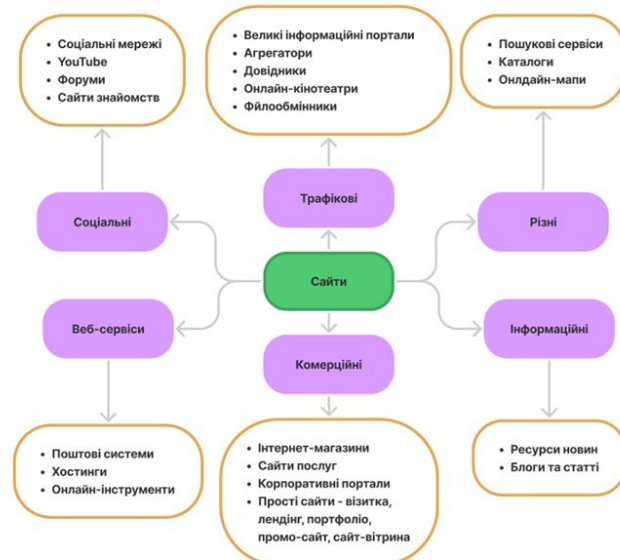 • Соціальні мережі
• YouTube
• Форуми
• Сайти знайомств
• Великі інформаційні портали
• Агрегатори
• Довідники
• Онлайн-кінотеатри
• Фйлообмінники
• Пошукові сервіси
• Каталоги
• Онлдайн-мапи
Соціальні
Трафікові
Різні
Сайти
Веб-сервіси
Комерційні
Інформаційні
• Поштові системи
• Хостинги
• Онлайн-інструменти
• Інтернет-магазини
• Сайти послуг
• Корпоративні портали
• Прості сайти - візитка,
лендінг, портфоліо,
промо-сайт, сайт-вітрина
• Ресурси новин
• Блоги та статті